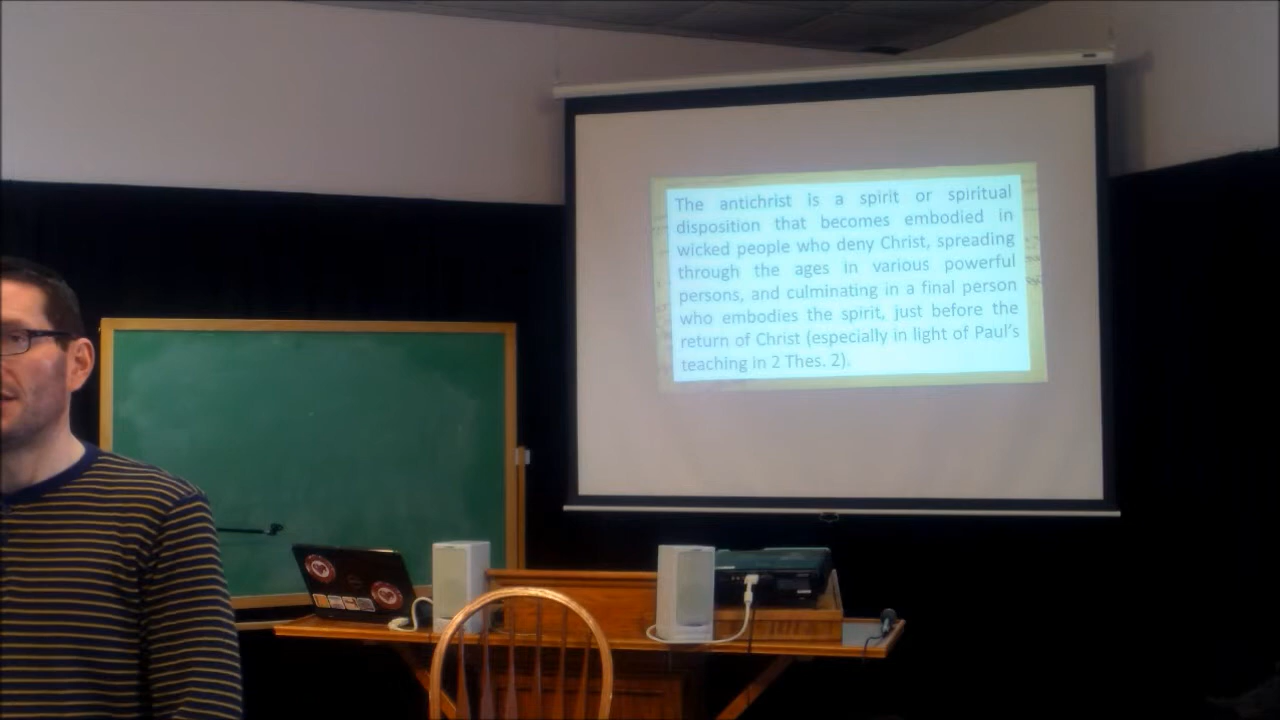 The antichrist is a spirit or spiritual
disposition that becomes embodied in
wicked people who deny Christ, spreading
through the ages in various powerful
persons, and culminating in a final person
who embodies the spirit, just before the
return of Christ (especially in light of Paul's
teaching in 2 Thes. 2).